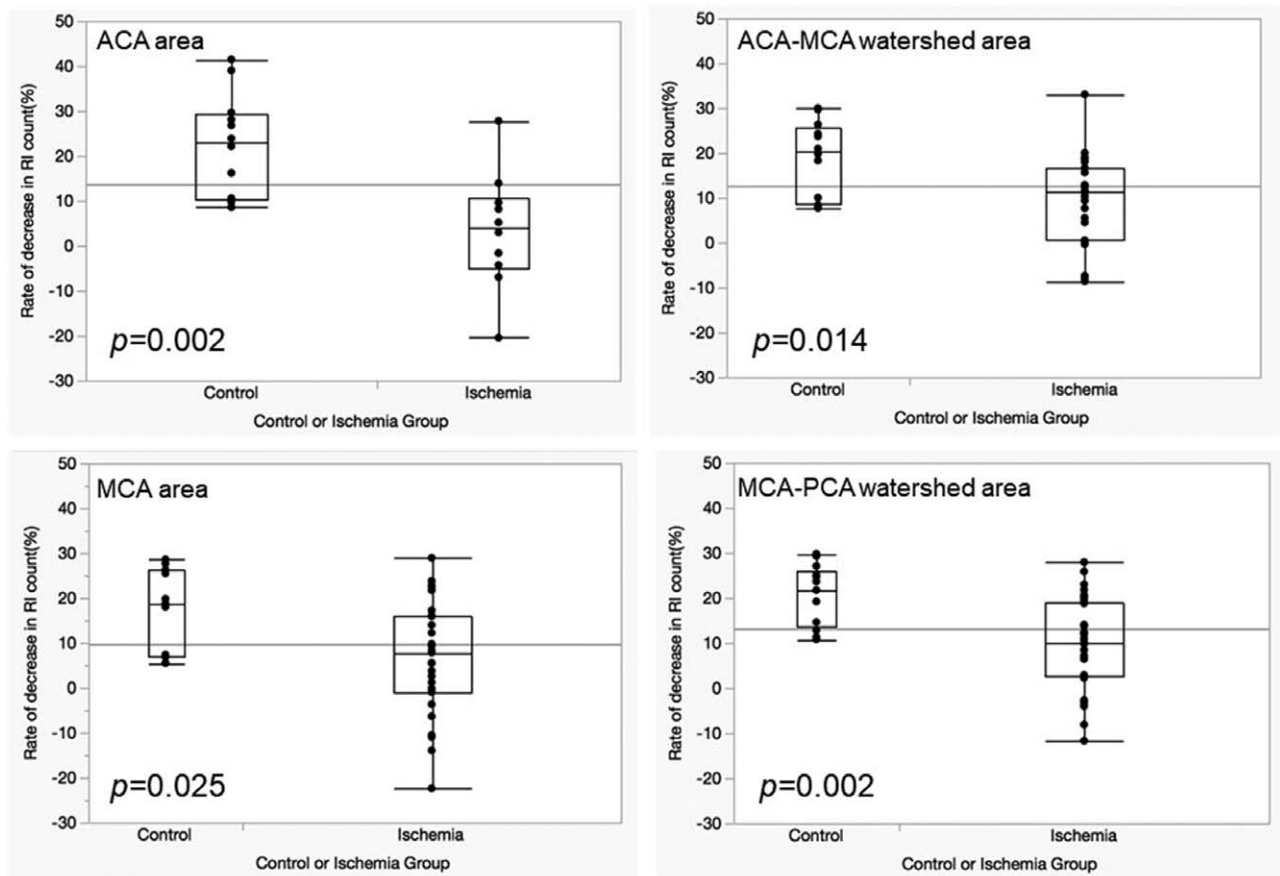 ACA area
Rate of decrease in RI count(%)
50
40
30
20
10
0
-10
-20
-30
p=0.002
Control
Ischemia
Control or Ischemia Group
ACA-MCA watershed area
Rate of decrease in RI count(%)
50
40
30
20
10
0
-10
-20
-30
p=0.014
Control
Ischemia
Control or Ischemia Group
MCA area
Rate of decrease in RI count(%)
50
40
30
20
10
0
-10
-20
-30
p=0.025
Control
Ischemia
Control or Ischemia Group
MCA-PCA watershed area
Rate of decrease in RI count(%)
50
40
30
20
10
0
-10
-20
-30
p=0.002
Control
Ischemia
Control or Ischemia Group